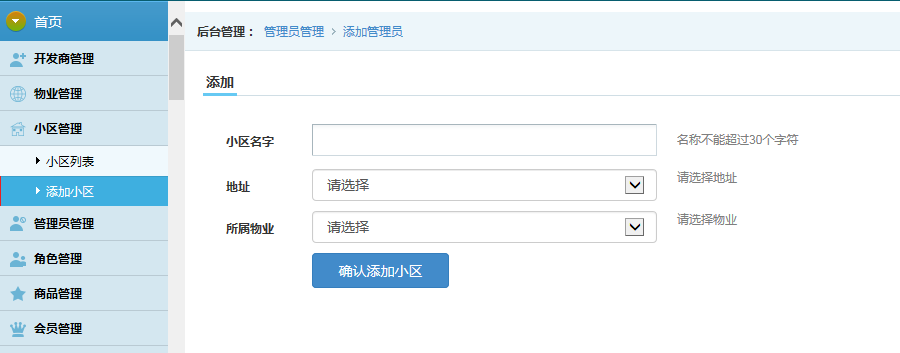 首页
开发商管理
物业管理
小区管理
小区列表
添加小区
管理员管理
角色管理
商品管理
会员管理
后台管理： 管理员管理 › 添加管理员
添加
小区名字 名称不能超过30个字符
地址 请选择 请选择地址
所属物业 请选择 请选择物业
确认添加小区